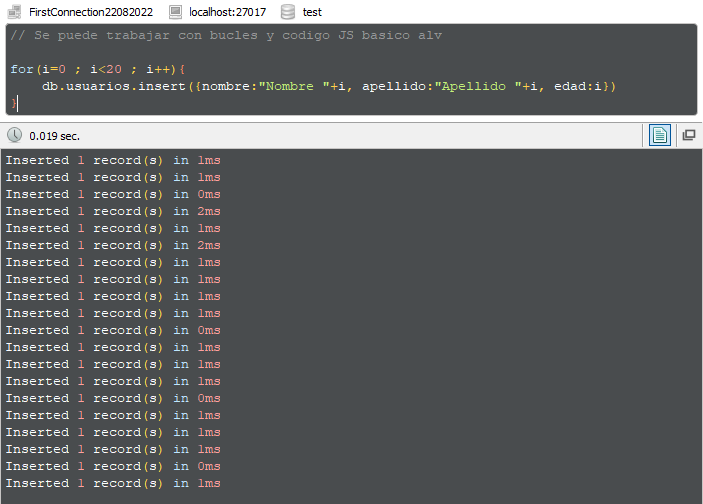 FirstConnection22082022 localhost:27017 test
// Se puede trabajar con bucles y codigo JS basico alv
for(i=0 ; i<20 ; i++){
db.usuarios.insert({nombre:"Nombre "+i, apellido:"Apellido "+i, edad:i})
}
0.019 sec.
Inserted 1 record(s) in 1ms
Inserted 1 record(s) in 1ms
Inserted 1 record(s) in 0ms
Inserted 1 record(s) in 2ms
Inserted 1 record(s) in 1ms
Inserted 1 record(s) in 2ms
Inserted 1 record(s) in 1ms
Inserted 1 record(s) in 1ms
Inserted 1 record(s) in 1ms
Inserted 1 record(s) in 1ms
Inserted 1 record(s) in 0ms
Inserted 1 record(s) in 1ms
Inserted 1 record(s) in 1ms
Inserted 1 record(s) in 1ms
Inserted 1 record(s) in 0ms
Inserted 1 record(s) in 1ms
Inserted 1 record(s) in 1ms
Inserted 1 record(s) in 1ms
Inserted 1 record(s) in 0ms
Inserted 1 record(s) in 1ms